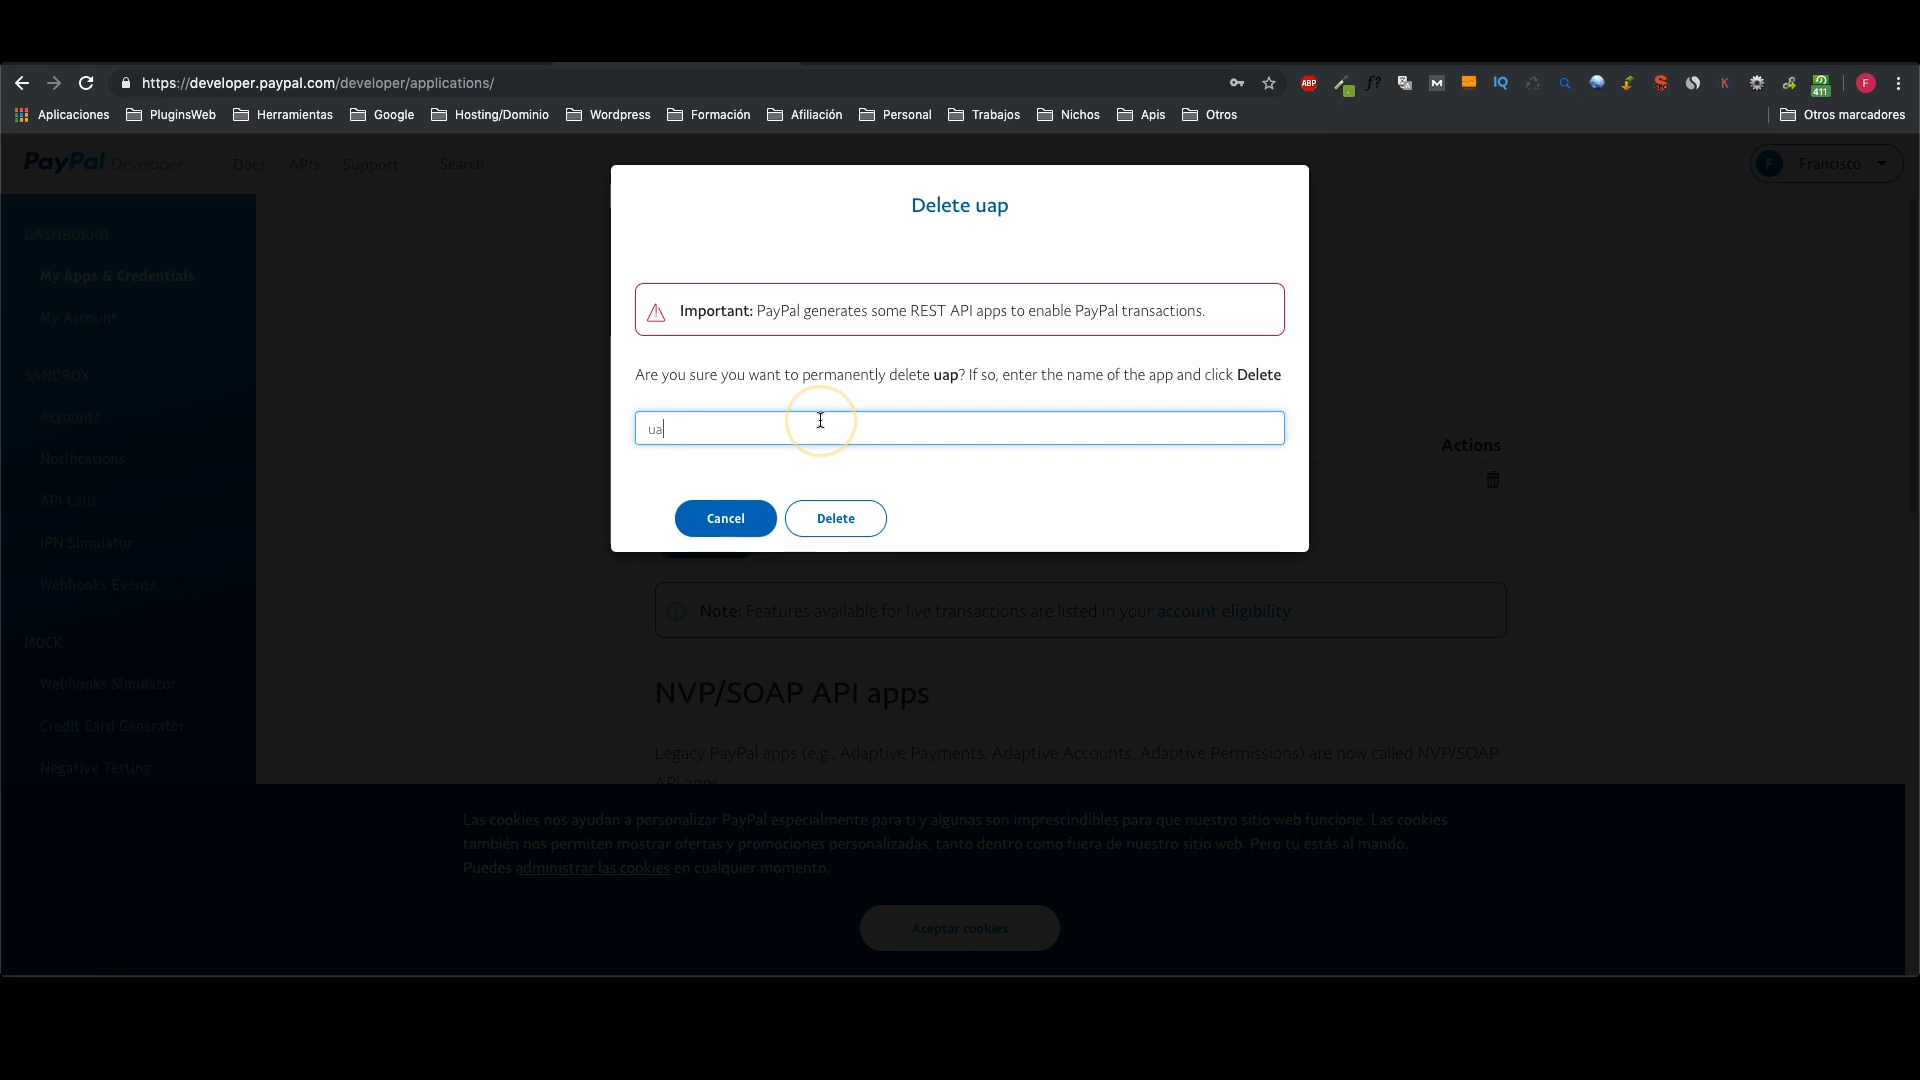 https://developer.paypal.com/developer/applications/
ABP
f?
M
IQ
K
411
F
Aplicaciones PluginsWeb Herramientas Google Hosting/Dominio Wordpress Formación Afiliación Personal Trabajos Nichos Apis Otros Otros marcadores
PayPal Developer Docs APIs Support Search F Francisco
Delete uap
DASHBOARD
My Apps & Credentials
My Account
Important: PayPal generates some REST API apps to enable PayPal transactions.
SANDBOX
Are you sure you want to permanently delete uap? If so, enter the name of the app and click Delete
Accounts
ua
Actions
Notifications
API Calls
Cancel Delete
IPN Simulator
Webhooks Events
Note: Features available for live transactions are listed in your account eligibility.
MOCK
Webhooks Simulator
NVP/SOAP API apps
Credit Card Generator
Legacy PayPal apps (e.g., Adaptive Payments, Adaptive Accounts, Adaptive Permissions) are now called NVP/SOAP
API apps
Negative Testing
Las cookies nos ayudan a personalizar PayPal especialmente para ti y algunas son imprescindibles para que nuestro sitio web funcione. Las cookies
también nos permiten mostrar ofertas y promociones personalizadas, tanto dentro como fuera de nuestro sitio web. Pero tú estás al mando.
Puedes administrar las cookies en cualquier momento.
Aceptar cookies